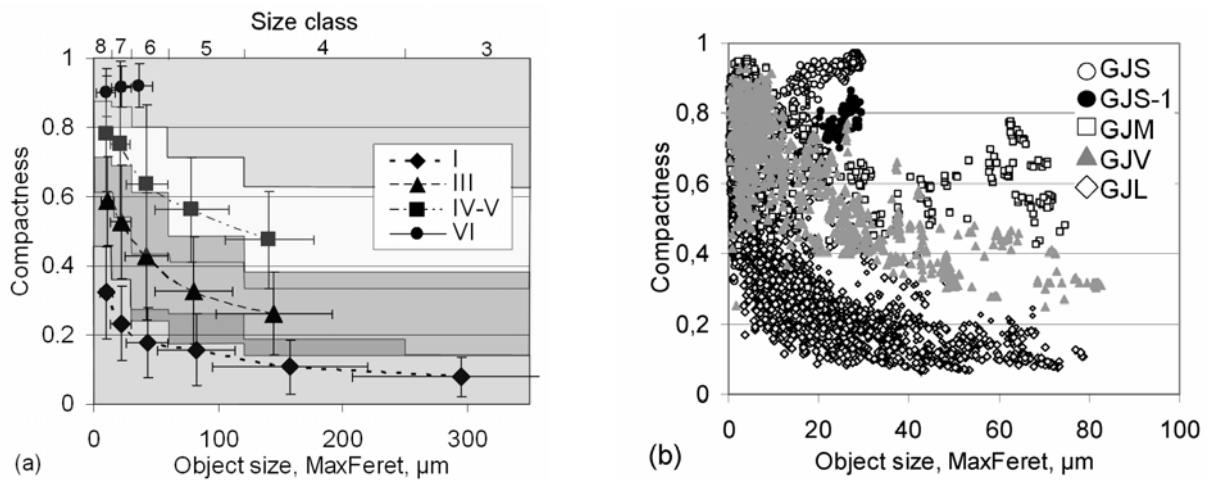 Size class
8 7 6 5 4 3
1
0.8
0.6
0.4
0.2
0
Compactness
I
III
IV-V
VI
0 100 200 300
(a) Object size, MaxFeret, µm
1
0,8
0,6
0,4
0,2
0
Compactness
GJS
GJS-1
GJM
GJV
GJL
0 20 40 60 80 100
(b) Object size, MaxFeret, µm